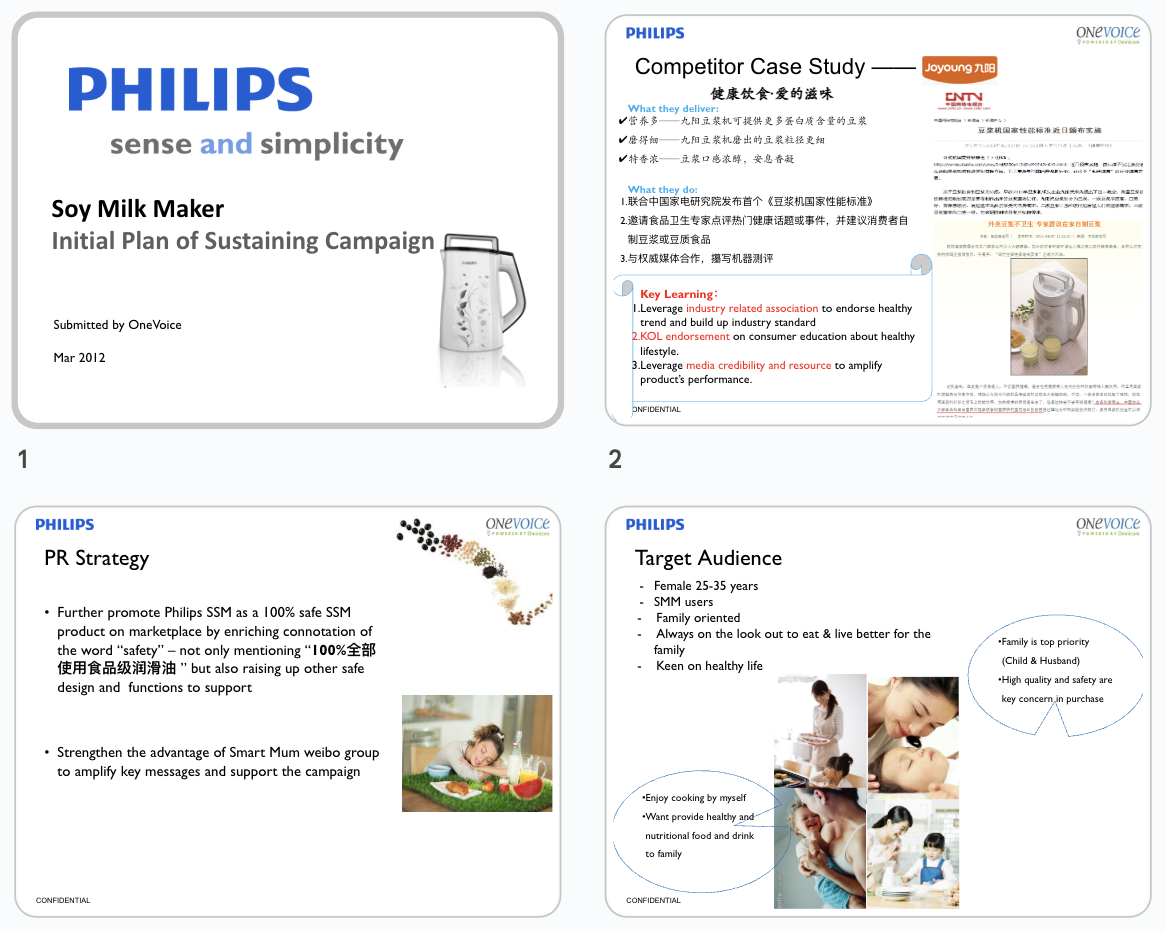 PHILIPS
sense and simplicity
Soy Milk Maker
Initial Plan of Sustaining Campaign
Submitted by OneVoice
Mar 2012
1
PHILIPS
ONEVOICE
POWERED BY Omnicom
Competitor Case Study ——
Joyoung 九阳
健康饮食·爱的滋味
CNTV
中国网络电视台
What they deliver:
✔营养多——九阳豆浆机可提供更多蛋白质含量的豆浆
✔磨得细——九阳豆浆机磨出的豆浆粒径更细
✔特香浓——豆浆口感浓醇，安息香凝
What they do:
1.联合中国家电研究院发布首个《豆浆机国家性能标准》
2.邀请食品卫生专家点评热门健康话题或事件，并建议消费者自
制豆浆或豆质食品
3.与权威媒体合作，攥写机器测评
豆浆机国家性能标准近日颁布实施
外卖豆浆不卫生 专家提议在家自制豆浆
Key Learning：
1.Leverage industry related association to endorse healthy
trend and build up industry standard
2.KOL endorsement on consumer education about healthy
lifestyle.
3.Leverage media credibility and resource to amplify
product's performance.
ONFIDENTIAL
2
PHILIPS
ONEVOICE
POWERED BY Omnicom
PR Strategy
• Further promote Philips SSM as a 100% safe SSM
product on marketplace by enriching connotation of
the word “safety” – not only mentioning “100%全部
使用食品级润滑油 ” but also raising up other safe
design and functions to support
• Strengthen the advantage of Smart Mum weibo group
to amplify key messages and support the campaign
CONFIDENTIAL
PHILIPS
ONEVOICE
POWERED BY Omnicom
Target Audience
- Female 25-35 years
- SMM users
- Family oriented
- Always on the look out to eat & live better for the
family
- Keen on healthy life
•Family is top priority
(Child & Husband)
•High quality and safety are
key concern in purchase
•Enjoy cooking by myself
•Want provide healthy and
nutritional food and drink
to family
CONFIDENTIAL